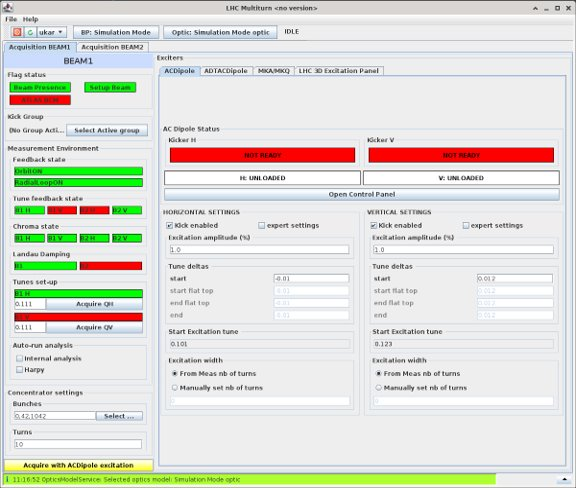 LHC Multiturn <no version>
File Help
ukar
BP: Simulation Mode
Optic: Simulation Mode optic
IDLE
Acquisition BEAM1
Acquisition BEAM2
BEAM1
Flag status
Beam Presence
Setup Beam
ATLAS BCM
Kick Group
(No Group Acti...
Select Active group
Measurement Environment
Feedback state
OrbitON
RadialLoopON
Tune feedback state
B1 H
B1 V
B2 H
B2 V
Chroma state
B1 H
B1 V
B2 H
B2 V
Landau Damping
B1
B2
Tunes set-up
B1 H
0.111
Acquire QH
B1 V
0.111
Acquire QV
Auto-run analysis
Internal analysis
Harpy
Concentrator settings
Bunches
0,42,1042
Select ...
Turns
10
Acquire with ACDipole excitation
Exciters
ACDipole
ADTACDipole
MKA/MKQ
LHC 3D Excitation Panel
AC Dipole Status
Kicker H
NOT READY
Kicker V
NOT READY
H: UNLOADED
V: UNLOADED
Open Control Panel
HORIZONTAL SETTINGS
Kick enabled
expert settings
Excitation amplitude (%)
1.0
Tune deltas
start
-0.01
start flat top
-0.01
end flat top
-0.01
end
-0.01
Start Excitation tune
0.101
Excitation width
From Meas nb of turns
Manually set nb of turns
0
VERTICAL SETTINGS
Kick enabled
expert settings
Excitation amplitude (%)
1.0
Tune deltas
start
0.012
start flat top
0.012
end flat top
0.012
end
0.012
Start Excitation tune
0.123
Excitation width
From Meas nb of turns
Manually set nb of turns
0
11:16:52 OpticsModelService: Selected optics model: Simulation Mode optic